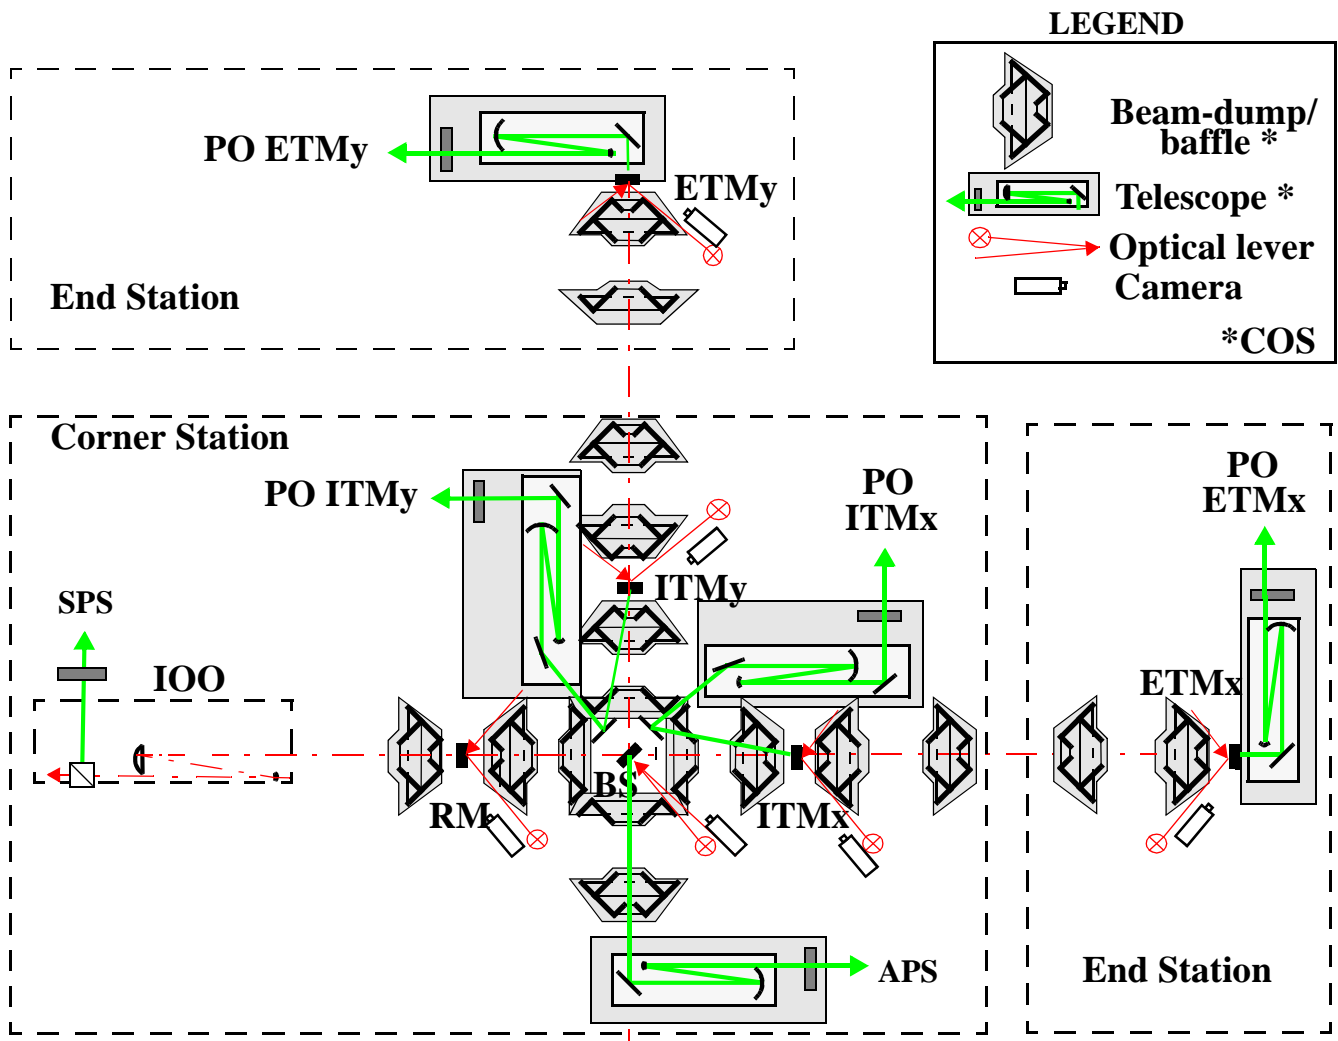 LEGEND
Beam-dump/
baffle *
Telescope *
Optical lever
Camera
*COS
PO ETMy
ETMy
End Station
Corner Station
PO ITMy
PO
ITMx
PO
ETMx
ITMy
SPS
IOO
ETMx
BS
RM
ITMx
APS
End Station